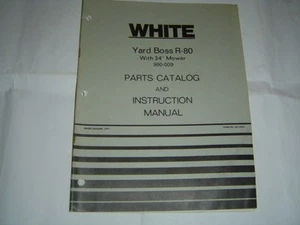 WHITE
Yard Boss R-80
With 34" Mower
PARTS CATALOG
AND
INSTRUCTION
MANUAL